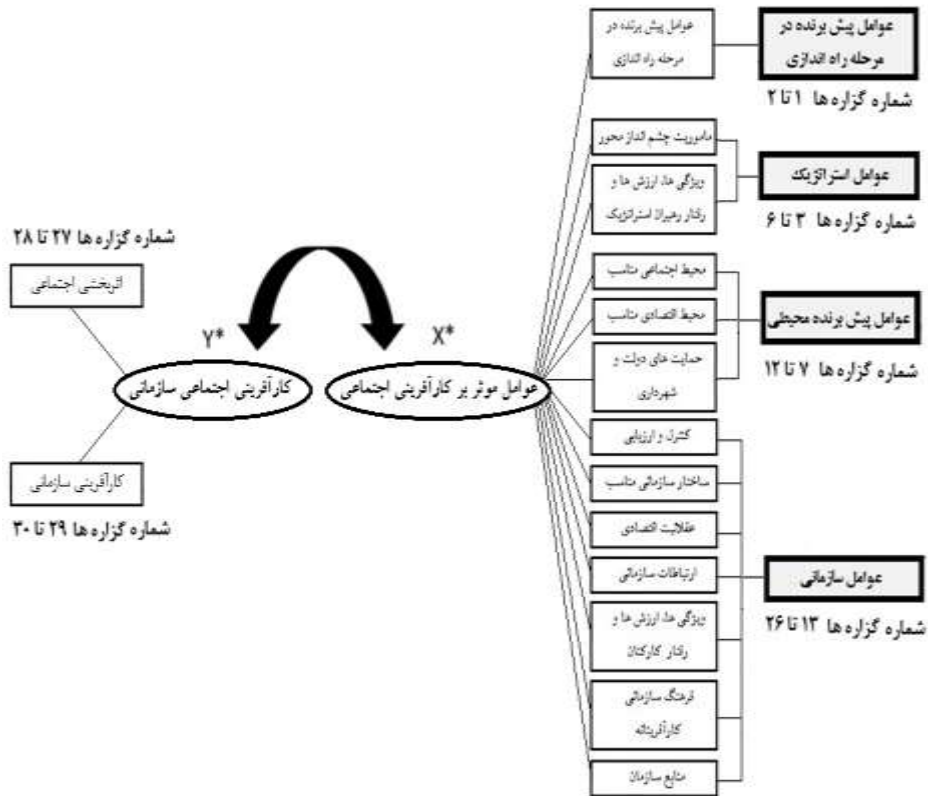 عوامل پیش برنده در
مرحله راه اندازی
شماره گزاره ها ۱ تا ۲
عوامل پیش برنده در
مرحله راه اندازی
عوامل استراتژیک
شماره گزاره ها ۳ تا ۶
ماموریت چشم انداز محور
ویژگی ها، ارزش ها و
رفتار رهبران استراتژیک
عوامل پیش برنده محیطی
شماره گزاره ها ۷ تا ۱۲
محیط اجتماعی مناسب
محیط اقتصادی مناسب
حمایت های دولت و
شهرداری
عوامل سازمانی
شماره گزاره ها ۱۳ تا ۲۶
کنترل و ارزیابی
ساختار سازمانی مناسب
عقلانیت اقتصادی
ارتباطات سازمانی
ویژگی ها، ارزش ها و
رفتار کارکنان
فرهنگ سازمانی
کارآفرینانه
منابع سازمان
X*
عوامل موثر بر کارآفرینی اجتماعی
Y*
کارآفرینی اجتماعی سازمانی
شماره گزاره ها ۲۷ تا ۲۸
اثربخشی اجتماعی
کارآفرینی سازمانی
شماره گزاره ها ۲۹ تا ۳۰